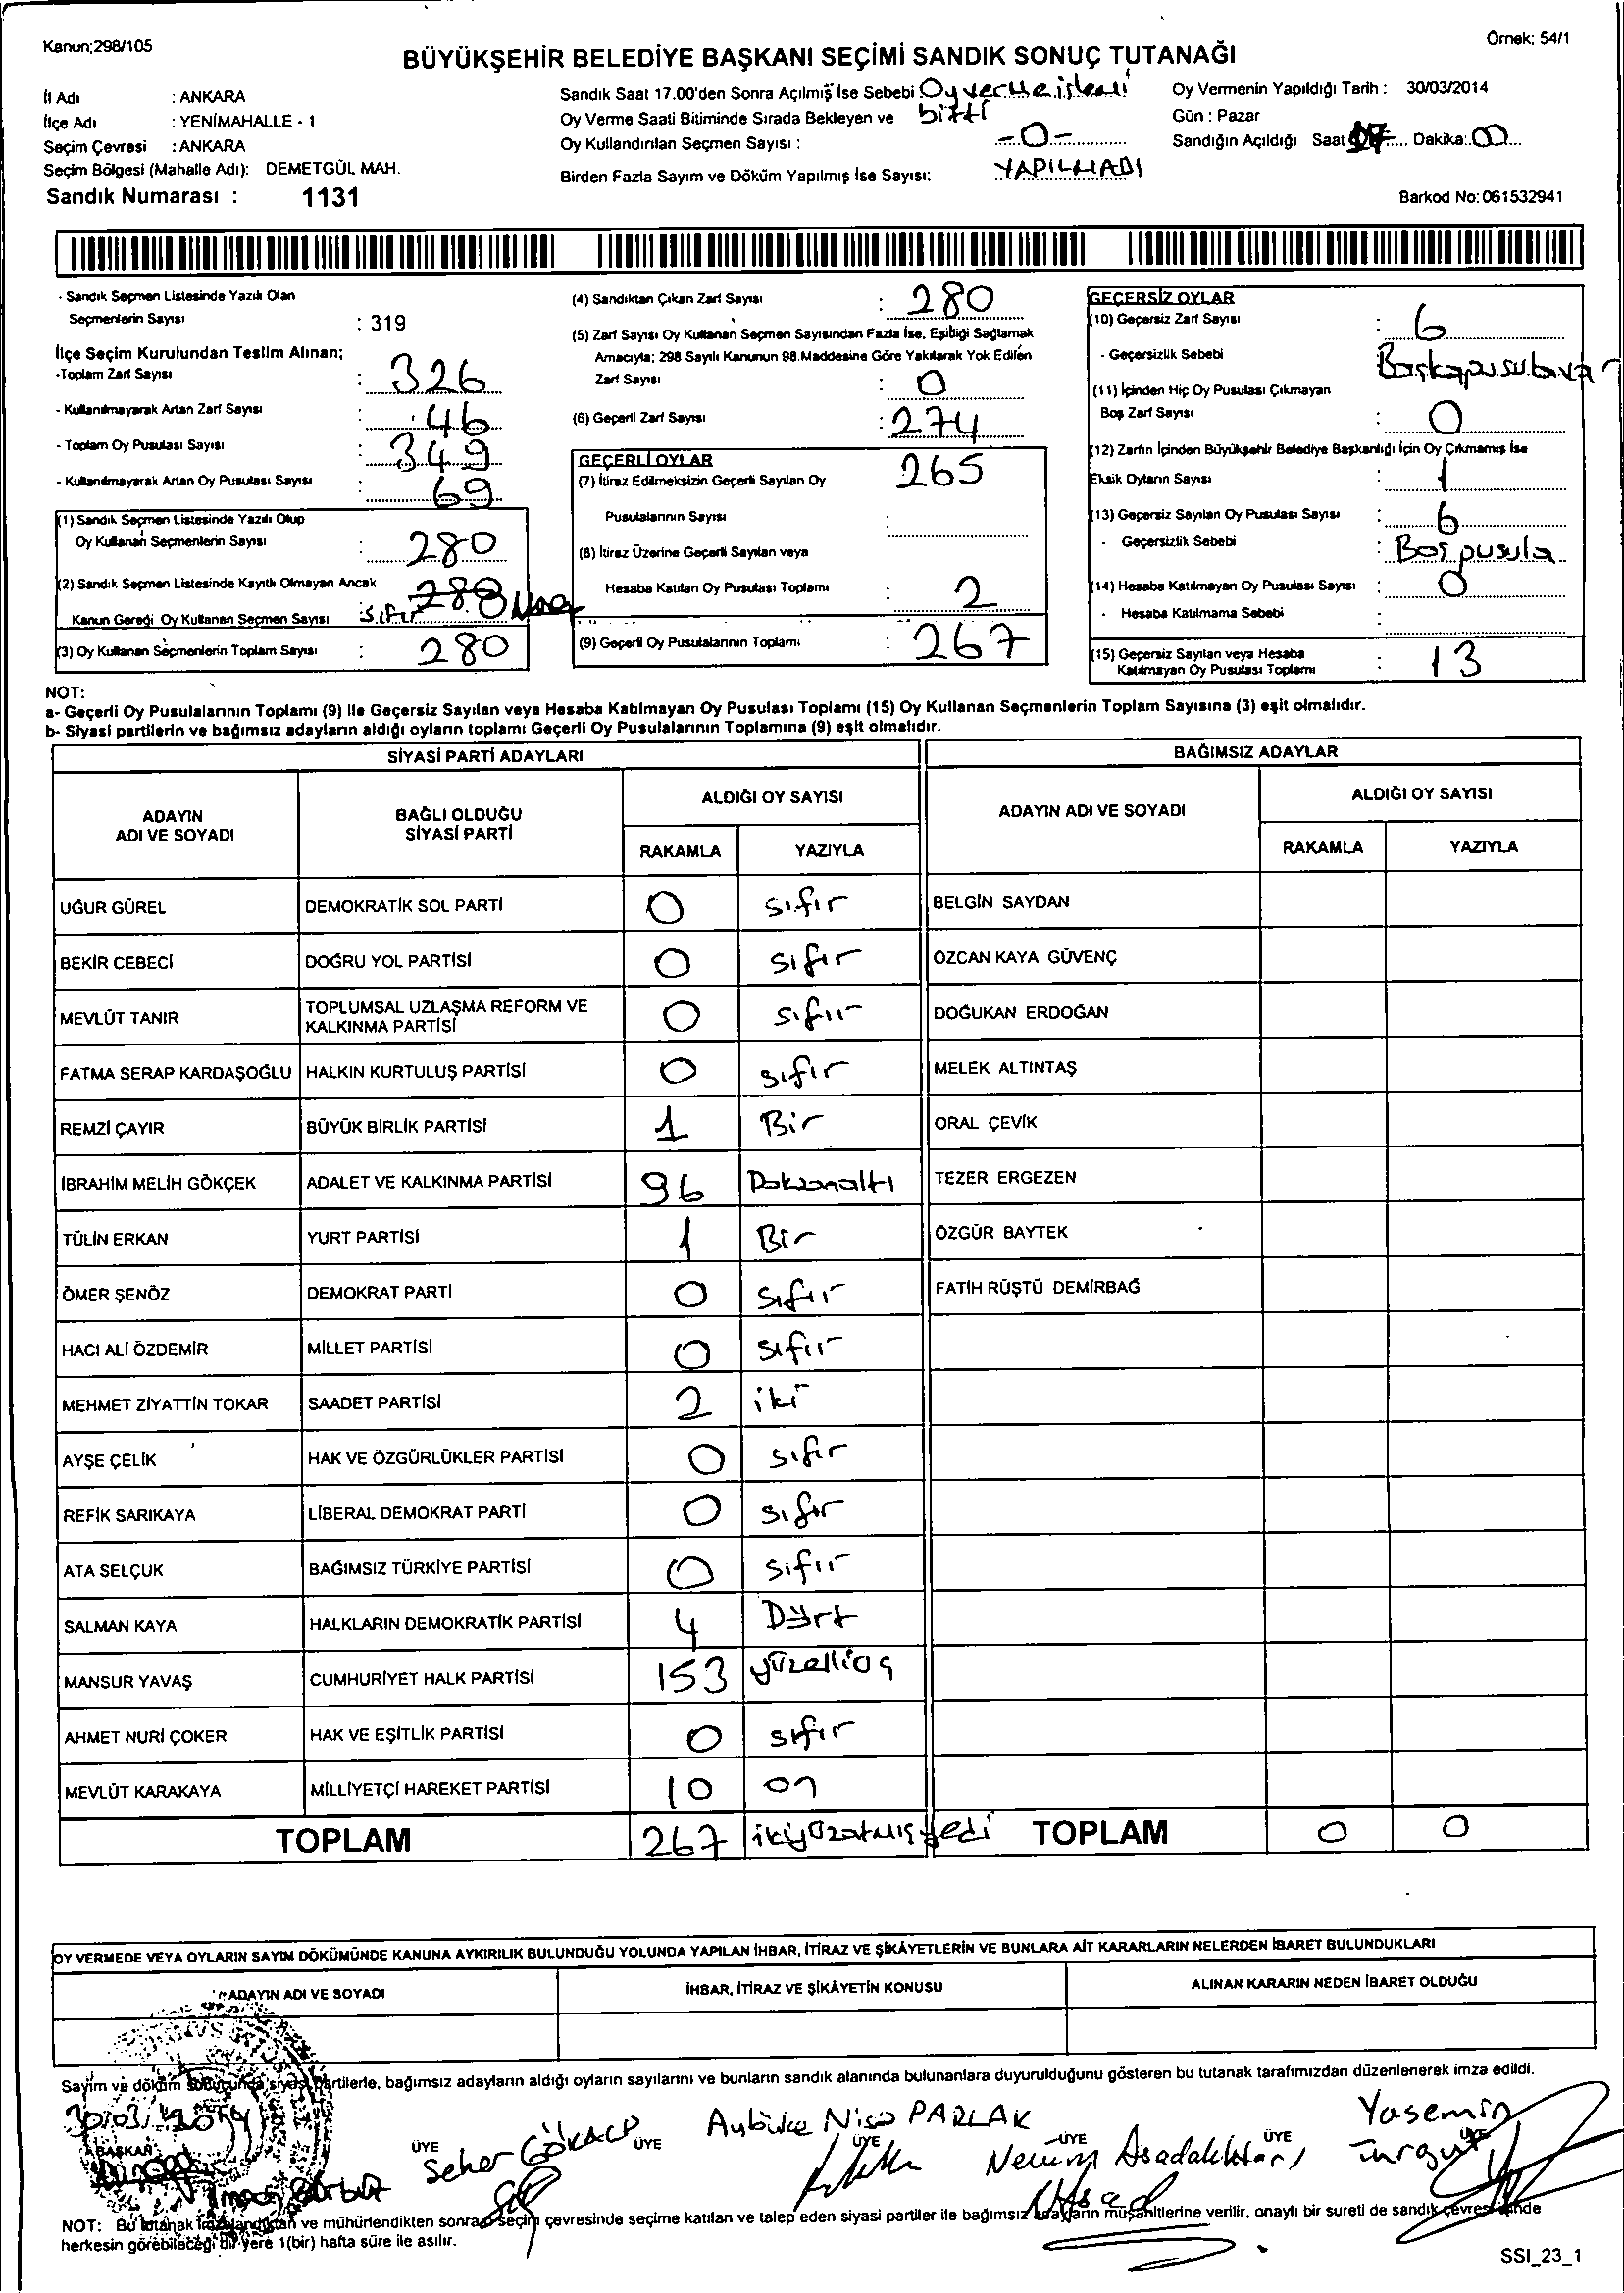 Kanun;298/105
Örnek: 54/1
BÜYÜKŞEHİR BELEDİYE BAŞKANI SEÇİMİ SANDIK SONUÇ TUTANAĞI
İl Adı : ANKARA
İlçe Adı : YENİMAHALLE - 1
Seçim Çevresi : ANKARA
Seçim Bölgesi (Mahalle Adı): DEMETGÜL MAH.
Sandık Numarası : 1131
Sandık Saat 17.00'den Sonra Açılmış İse Sebebi Oy verme işlemi
Oy Verme Saati Bitiminde Sırada Bekleyen ve bitti
Oy Kullandırılan Seçmen Sayısı : -0-
Birden Fazla Sayım ve Döküm Yapılmış İse Sayısı: YAPILMADI
Oy Vermenin Yapıldığı Tarih : 30/03/2014
Gün : Pazar
Sandığın Açıldığı Saat 17 Dakika: 00
Barkod No: 061532941
- Sandık Seçmen Listesinde Yazılı Olan
Seçmenlerin Sayısı : 319
İlçe Seçim Kurulundan Teslim Alınan;
-Toplam Zarf Sayısı : 326
- Kullanılmayarak Artan Zarf Sayısı : 46
- Toplam Oy Pusulası Sayısı : 349
- Kullanılmayarak Artan Oy Pusulası Sayısı : 69
(1) Sandık Seçmen Listesinde Yazılı Olup
Oy Kullanan Seçmenlerin Sayısı : 280
(2) Sandık Seçmen Listesinde Kayıtlı Olmayan Ancak
Kanun Gereği Oy Kullanan Seçmen Sayısı : sıfır 280
(3) Oy Kullanan Seçmenlerin Toplam Sayısı : 280
(4) Sandıktan Çıkan Zarf Sayısı : 280
(5) Zarf Sayısı Oy Kullanan Seçmen Sayısından Fazla İse, Eşitliği Sağlamak
Amacıyla; 298 Sayılı Kanunun 98.Maddesine Göre Yakılarak Yok Edilen
Zarf Sayısı : 0
(6) Geçerli Zarf Sayısı : 274
GEÇERLİ OYLAR
(7) İtiraz Edilmeksizin Geçerli Sayılan Oy 265
Pusulalarının Sayısı :
(8) İtiraz Üzerine Geçerli Sayılan veya
Hesaba Katılan Oy Pusulası Toplamı : 2
(9) Geçerli Oy Pusulalarının Toplamı : 267
GEÇERSİZ OYLAR
(10) Geçersiz Zarf Sayısı : 6
- Geçersizlik Sebebi : Başka pusula var
(11) İçinden Hiç Oy Pusulası Çıkmayan
Boş Zarf Sayısı : 0
(12) Zarfın İçinden Büyükşehir Belediye Başkanlığı İçin Oy Çıkmamış İse
Eksik Oyların Sayısı : 1
(13) Geçersiz Sayılan Oy Pusulası Sayısı : 6
- Geçersizlik Sebebi : Boş pusula
(14) Hesaba Katılmayan Oy Pusulası Sayısı : 0
- Hesaba Katılmama Sebebi :
(15) Geçersiz Sayılan veya Hesaba
Katılmayan Oy Pusulası Toplamı : 13
NOT:
a- Geçerli Oy Pusulalarının Toplamı (9) İle Geçersiz Sayılan veya Hesaba Katılmayan Oy Pusulası Toplamı (15) Oy Kullanan Seçmenlerin Toplam Sayısına (3) eşit olmalıdır.
b- Siyasi partilerin ve bağımsız adayların aldığı oyların toplamı Geçerli Oy Pusulalarının Toplamına (9) eşit olmalıdır.
SİYASİ PARTİ ADAYLARI
BAĞIMSIZ ADAYLAR
ADAYIN ADI VE SOYADI
BAĞLI OLDUĞU SİYASİ PARTİ
ALDIĞI OY SAYISI
RAKAMLA YAZIYLA
ADAYIN ADI VE SOYADI
ALDIĞI OY SAYISI
RAKAMLA YAZIYLA
UĞUR GÜREL DEMOKRATİK SOL PARTİ 0 sıfır BELGİN SAYDAN
BEKİR CEBECİ DOĞRU YOL PARTİSİ 0 sıfır ÖZCAN KAYA GÜVENÇ
MEVLÜT TANIR TOPLUMSAL UZLAŞMA REFORM VE KALKINMA PARTİSİ 0 sıfır DOĞUKAN ERDOĞAN
FATMA SERAP KARDAŞOĞLU HALKIN KURTULUŞ PARTİSİ 0 sıfır MELEK ALTINTAŞ
REMZİ ÇAYIR BÜYÜK BİRLİK PARTİSİ 1 Bir ORAL ÇEVİK
İBRAHİM MELİH GÖKÇEK ADALET VE KALKINMA PARTİSİ 96 Doksanaltı TEZER ERGEZEN
TÜLİN ERKAN YURT PARTİSİ 1 Bir ÖZGÜR BAYTEK
ÖMER ŞENÖZ DEMOKRAT PARTİ 0 sıfır FATİH RÜŞTÜ DEMİRBAĞ
HACI ALİ ÖZDEMİR MİLLET PARTİSİ 0 sıfır
MEHMET ZİYATTİN TOKAR SAADET PARTİSİ 2 iki
AYŞE ÇELİK HAK VE ÖZGÜRLÜKLER PARTİSİ 0 sıfır
REFİK SARIKAYA LİBERAL DEMOKRAT PARTİ 0 sıfır
ATA SELÇUK BAĞIMSIZ TÜRKİYE PARTİSİ 0 sıfır
SALMAN KAYA HALKLARIN DEMOKRATİK PARTİSİ 4 Dört
MANSUR YAVAŞ CUMHURİYET HALK PARTİSİ 153 yüzelliüç
AHMET NURİ ÇOKER HAK VE EŞİTLİK PARTİSİ 0 sıfır
MEVLÜT KARAKAYA MİLLİYETÇİ HAREKET PARTİSİ 10 on
TOPLAM 267 ikiyüzatmışyedi TOPLAM 0 0
OY VERMEDE VEYA OYLARIN SAYIM DÖKÜMÜNDE KANUNA AYKIRILIK BULUNDUĞU YOLUNDA YAPILAN İHBAR, İTİRAZ VE ŞİKAYETLERİN VE BUNLARA AİT KARARLARIN NELERDEN İBARET BULUNDUKLARI
ADAYIN ADI VE SOYADI İHBAR, İTİRAZ VE ŞİKAYETİN KONUSU ALINAN KARARIN NEDEN İBARET OLDUĞU
Sayım ve döküm sonucunda siyasi partilerle, bağımsız adayların aldığı oyların sayılarını ve bunların sandık alanında bulunanlara duyurulduğunu gösteren bu tutanak tarafımızdan düzenlenerek imza edildi.
30/03/2014
BAŞKAN ÜYE ÜYE ÜYE ÜYE ÜYE ÜYE
Seher GÖKALP
Aybüke Nisa PARLAK
Yasemin Turgut
NOT: Bu tutanak imzalandıktan ve mühürlendikten sonra seçim çevresinde seçime katılan ve talep eden siyasi partiler ile bağımsız adayların müşahitlerine verilir, onaylı bir sureti de sandık çevresinde
herkesin görebileceği bir yere 1(bir) hafta süre ile asılır.
SSI_23_1